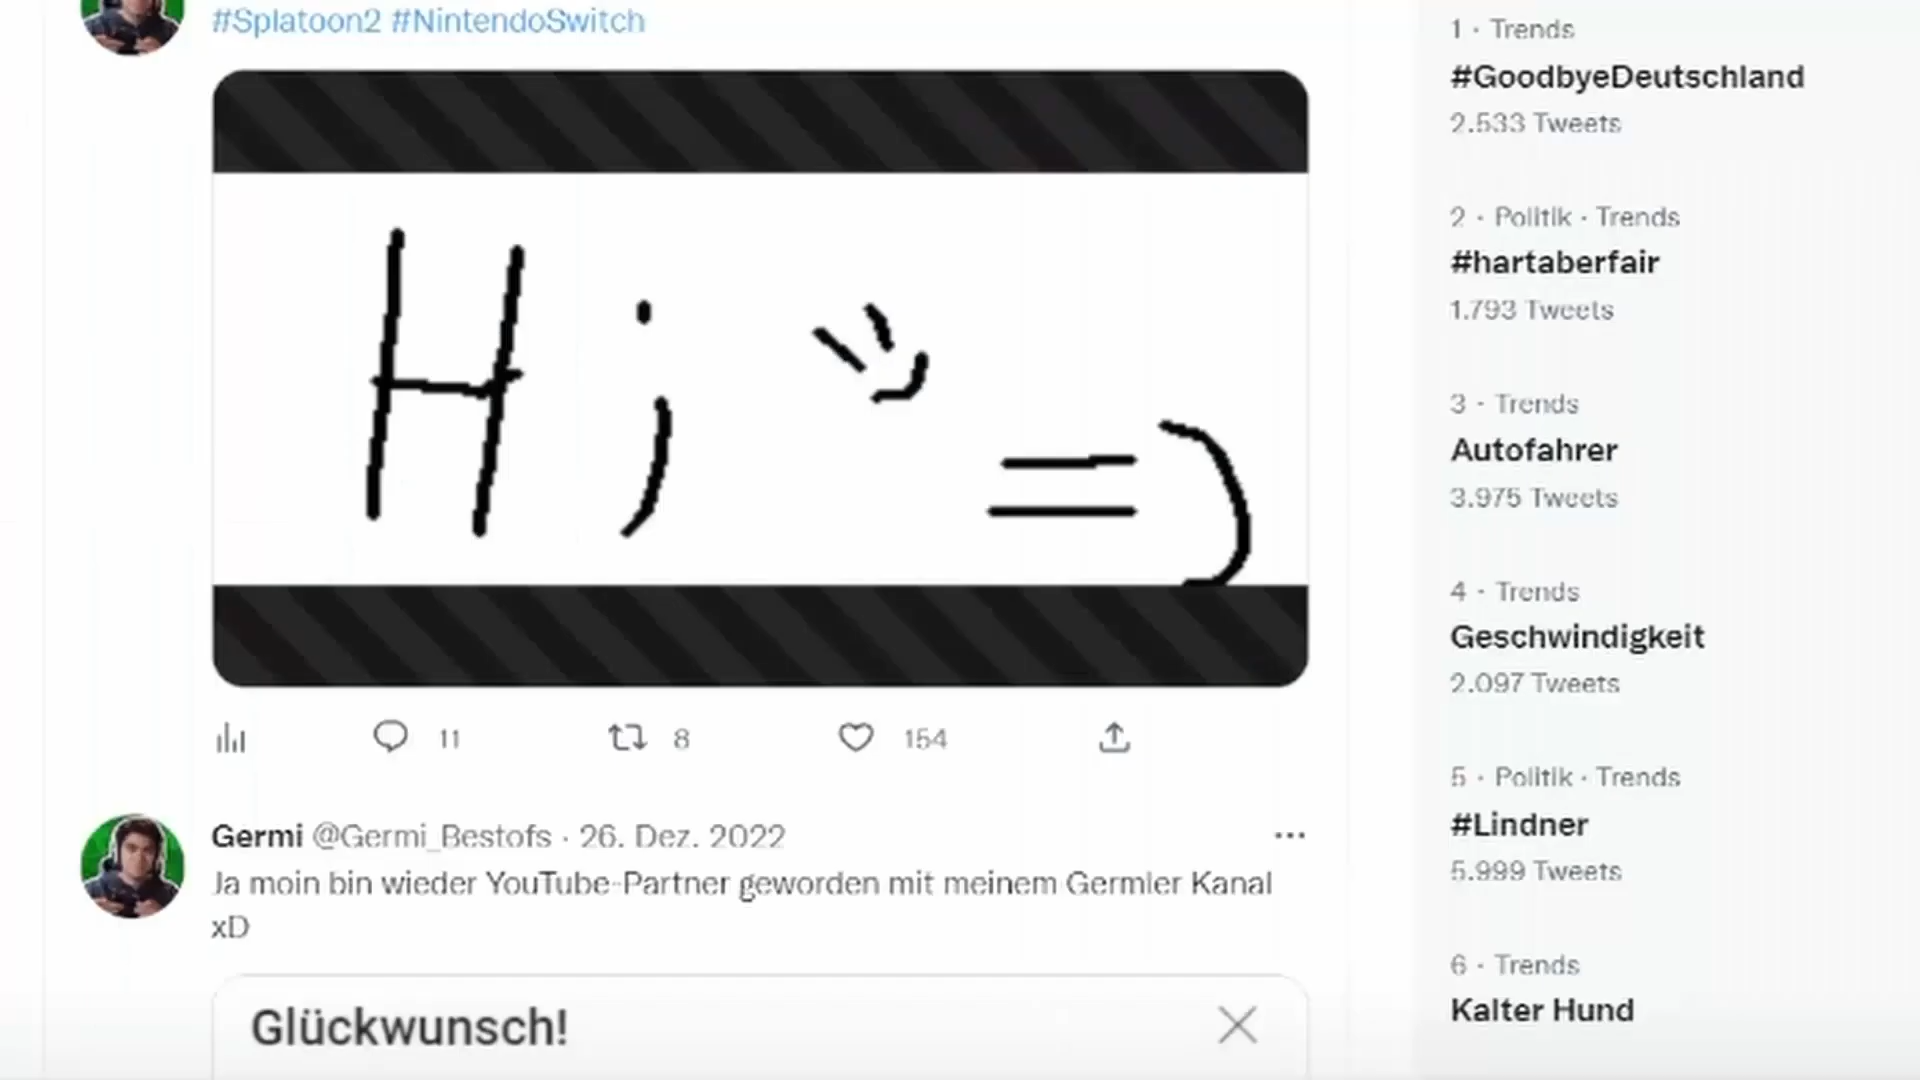 #Splatoon2 #NintendoSwitch
Hi =)
11 8 154
Germi @Germi_Bestofs · 26. Dez. 2022
Ja moin bin wieder YouTube-Partner geworden mit meinem Germler Kanal
xD
Glückwunsch!
1 · Trends
#GoodbyeDeutschland
2.533 Tweets
2 · Politik · Trends
#hartaberfair
1.793 Tweets
3 · Trends
Autofahrer
3.975 Tweets
4 · Trends
Geschwindigkeit
2.097 Tweets
5 · Politik · Trends
#Lindner
5.999 Tweets
6 · Trends
Kalter Hund